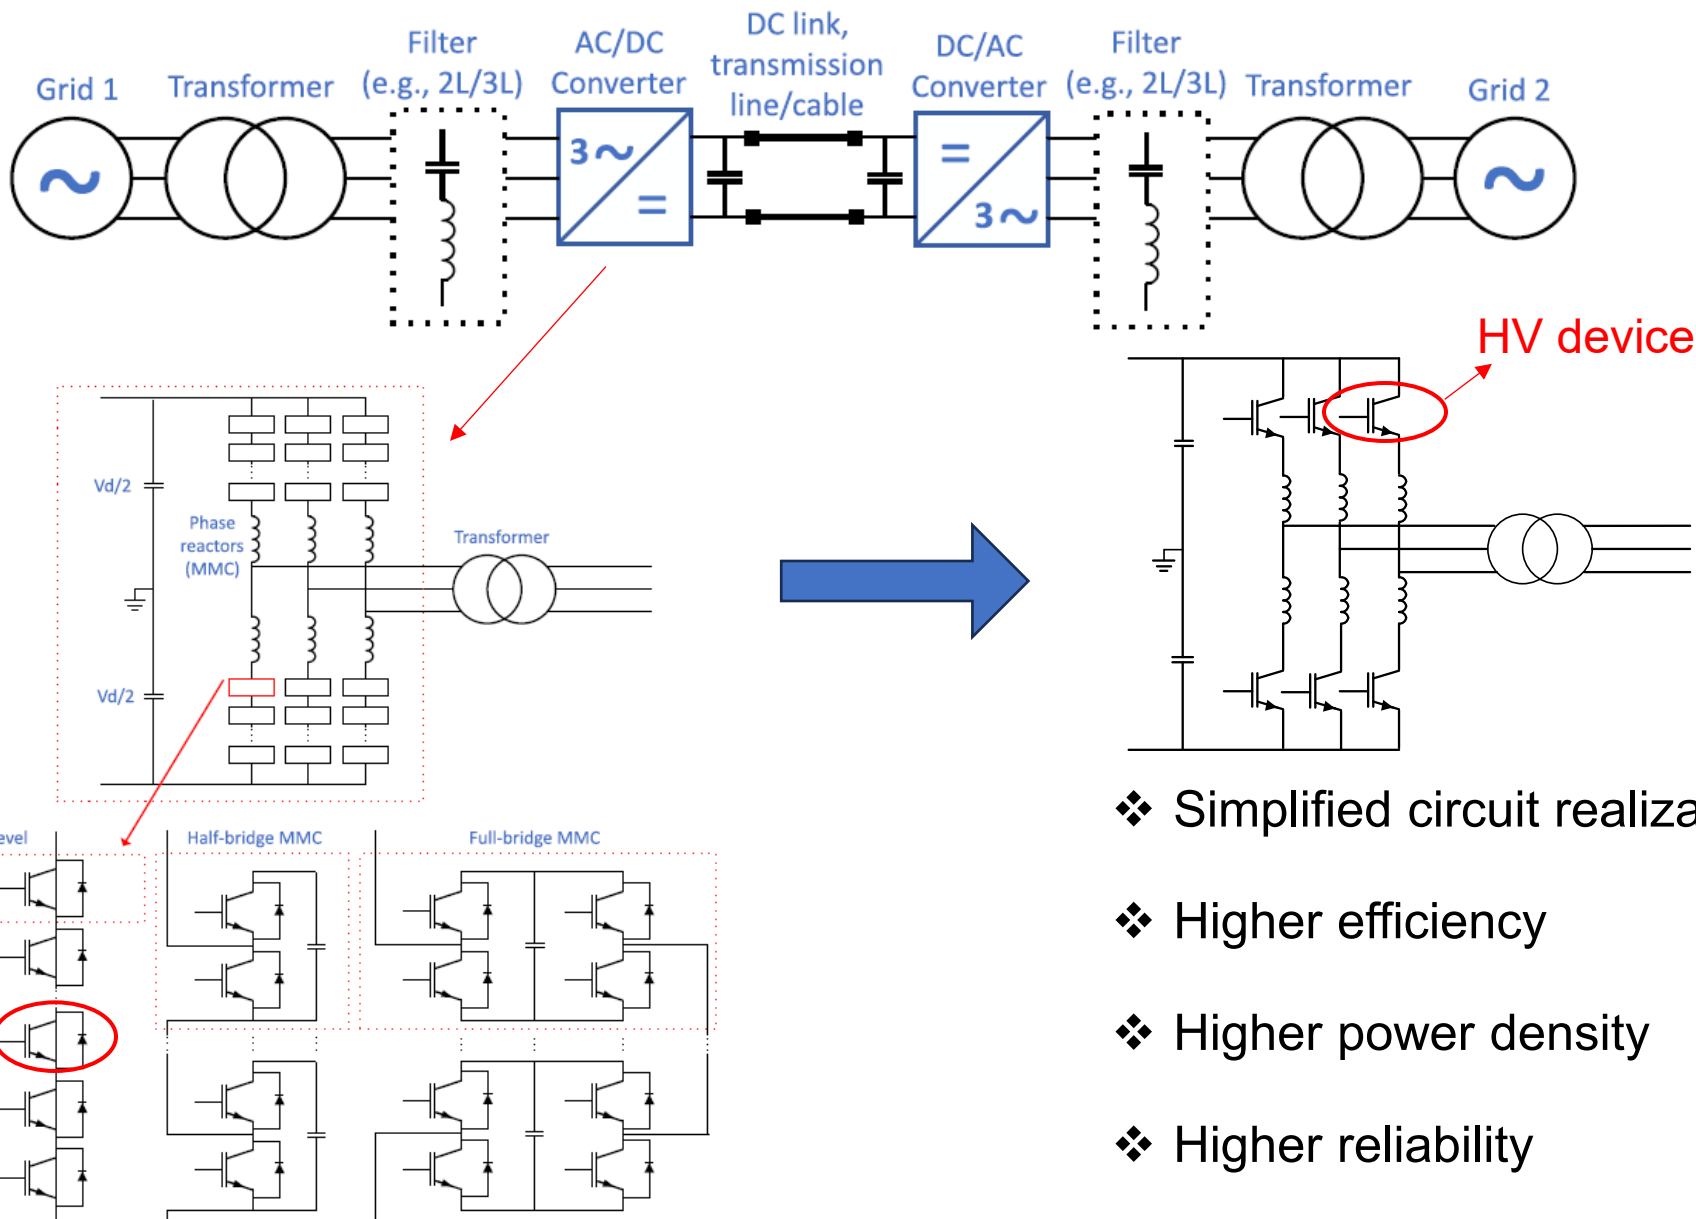 Grid 1
Transformer
Filter
(e.g., 2L/3L)
AC/DC
Converter
DC link,
transmission
line/cable
DC/AC
Converter
Filter
(e.g., 2L/3L)
Transformer
Grid 2
3
3
HV device
Vd/2
Phase
reactors
(MMC)
Transformer
Vd/2
evel
Half-bridge MMC
Full-bridge MMC
❖ Simplified circuit realiza
❖ Higher efficiency
❖ Higher power density
❖ Higher reliability